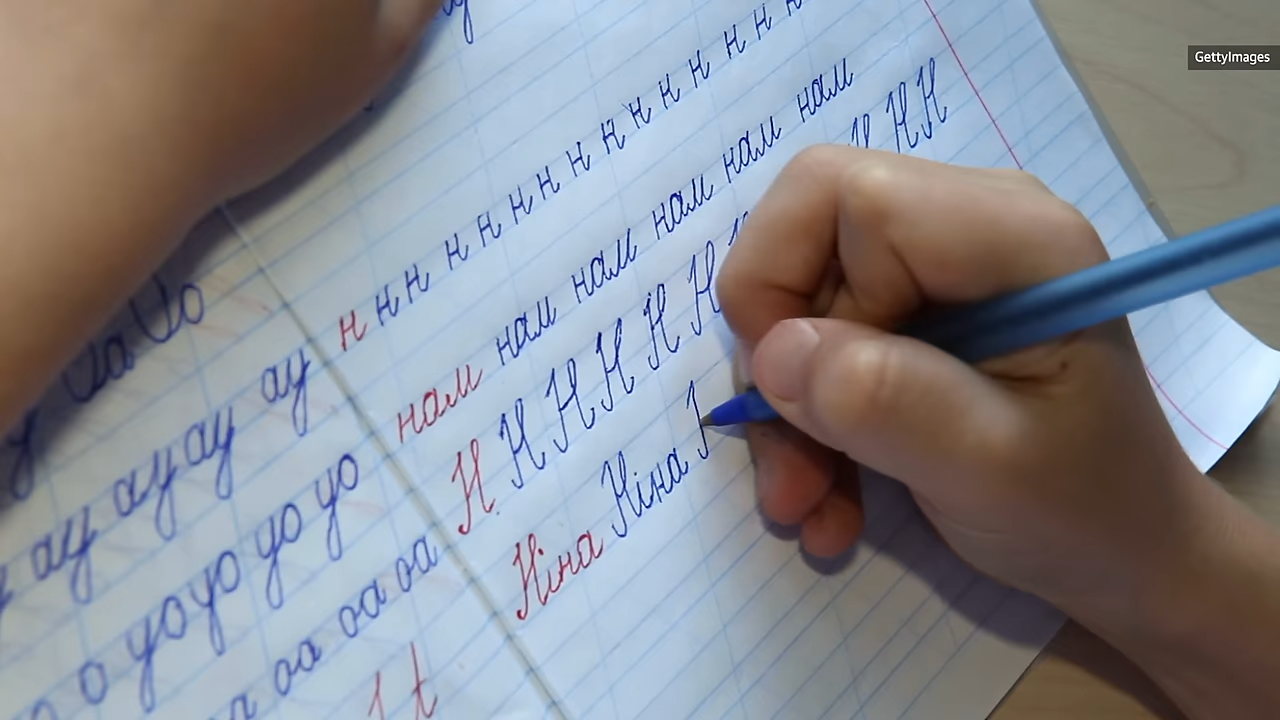 GettyImages
н н н н н н н н н н н н н н н
нам нам нам нам нам нам
Н Н Н Н Н Н Н Н
Ніна Ніна
ау ау ау ау
о уо уо уо уо
оа оа оа